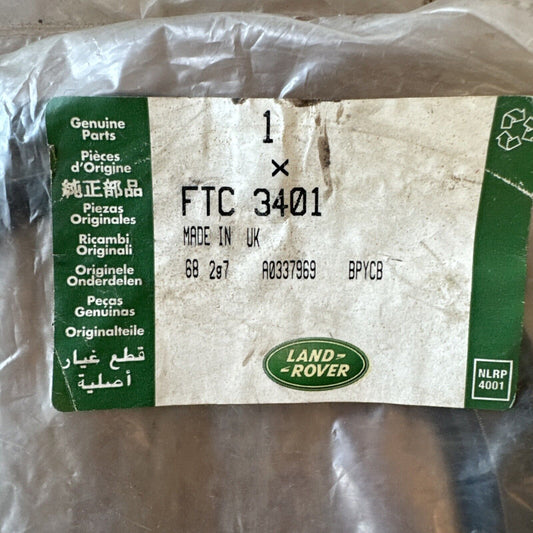 Genuine
Parts
Pièces
d'Origine
純正部品
Piezas
Originales
Ricambi
Originali
Originele
Onderdelen
Peças
Genuinas
Originalteile
قطع غيار
أصلية
1
×
FTC 3401
MADE IN UK
68 2g7 A0337969 BPYCB
LAND-
-ROVER
NLRP
4001